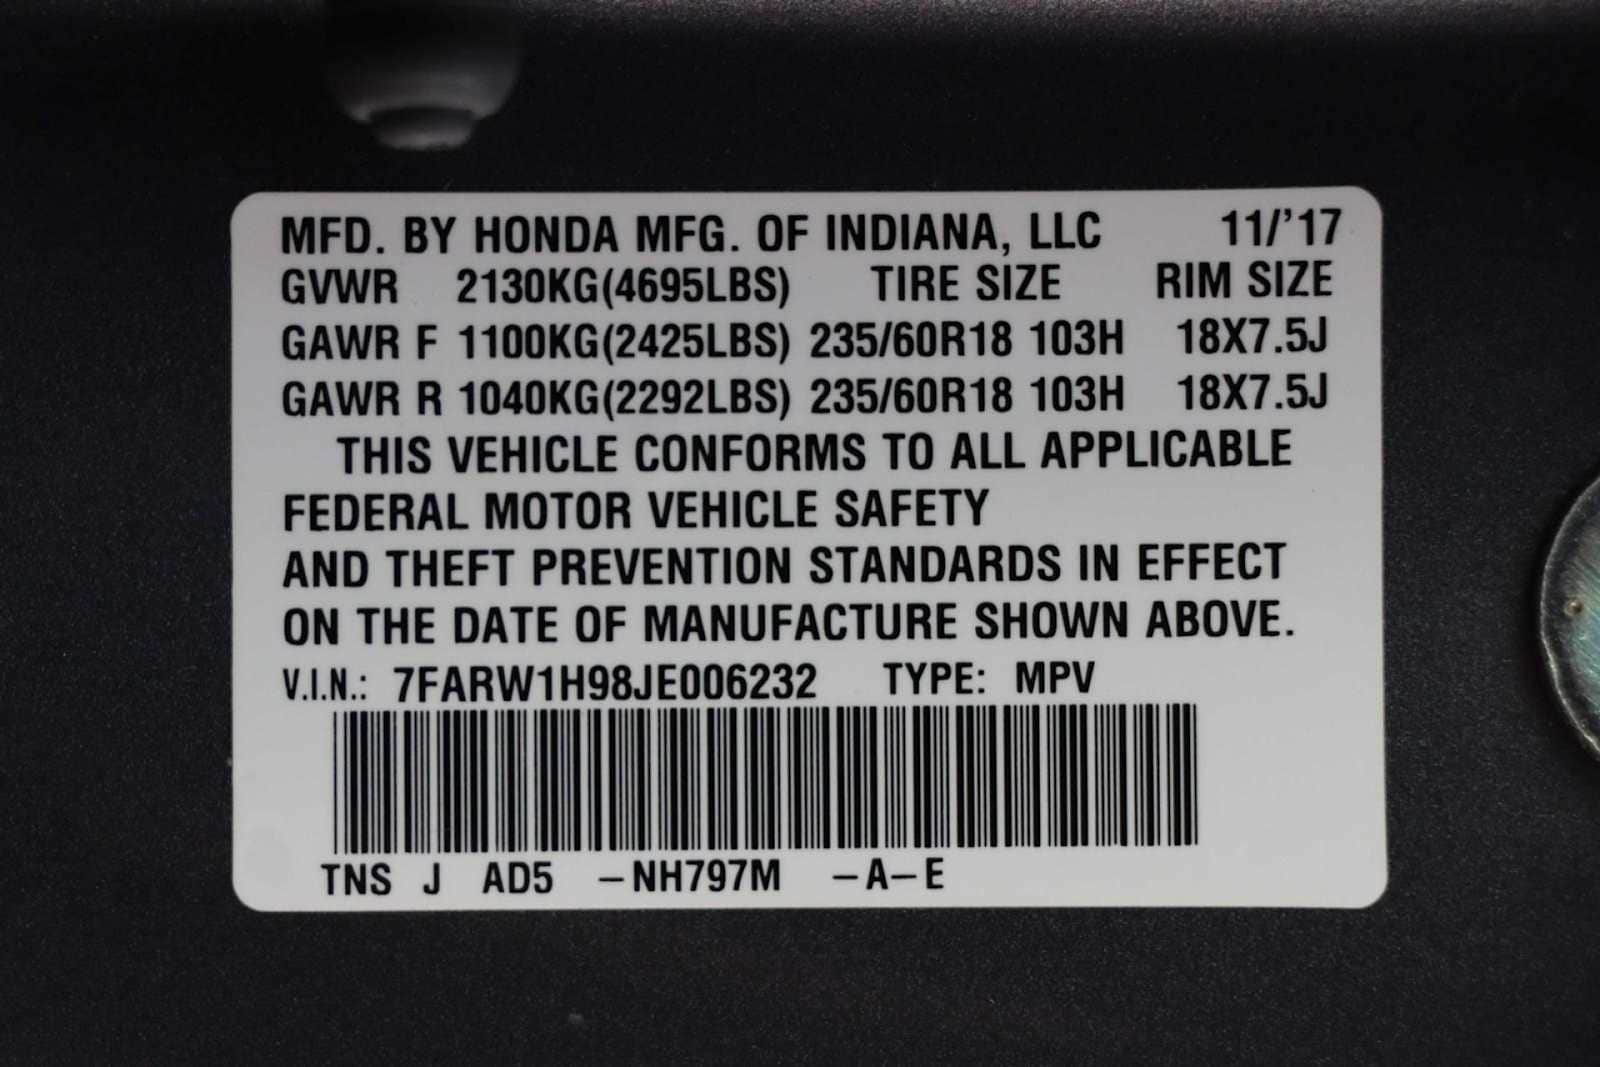 MFD. BY HONDA MFG. OF INDIANA, LLC 11/'17
GVWR 2130KG(4695LBS) TIRE SIZE RIM SIZE
GAWR F 1100KG(2425LBS) 235/60R18 103H 18X7.5J
GAWR R 1040KG(2292LBS) 235/60R18 103H 18X7.5J
THIS VEHICLE CONFORMS TO ALL APPLICABLE
FEDERAL MOTOR VEHICLE SAFETY
AND THEFT PREVENTION STANDARDS IN EFFECT
ON THE DATE OF MANUFACTURE SHOWN ABOVE.
V.I.N.: 7FARW1H98JE006232 TYPE: MPV
TNS J AD5 –NH797M –A–E